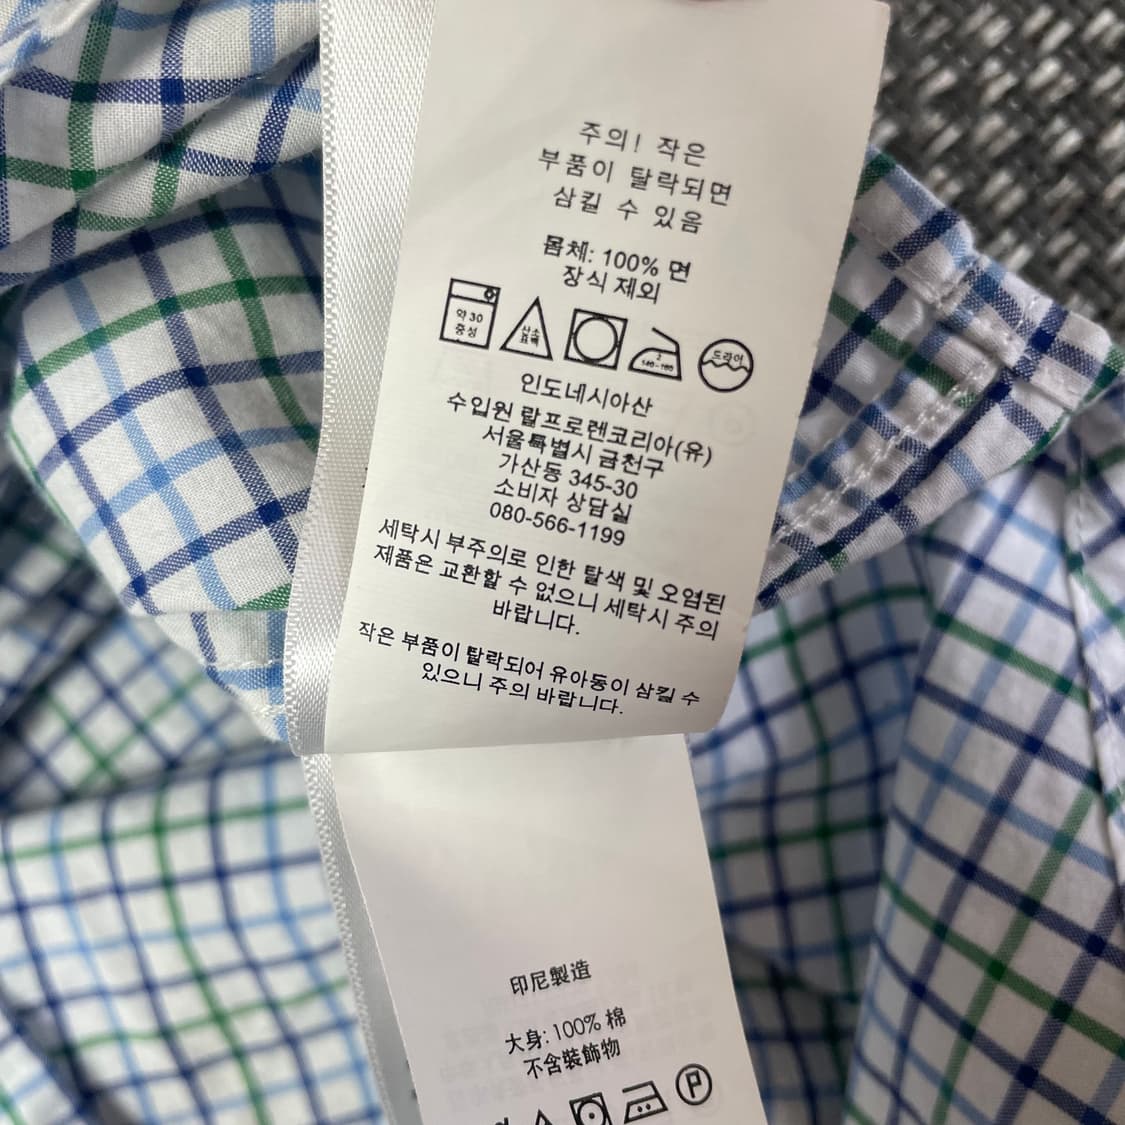 주의! 작은
부품이 탈락되면
삼킬 수 있음
몸체: 100% 면
장식 제외
약 30
중성
산소
표백
2
140-160
드라이
인도네시아산
수입원 랄프로렌코리아(유)
서울특별시 금천구
가산동 345-30
소비자 상담실
080-566-1199
세탁시 부주의로 인한 탈색 및 오염된
제품은 교환할 수 없으니 세탁시 주의
바랍니다.
작은 부품이 탈락되어 유아동이 삼킬 수
있으니 주의 바랍니다.
印尼製造
大身: 100% 棉
不含裝飾物
P